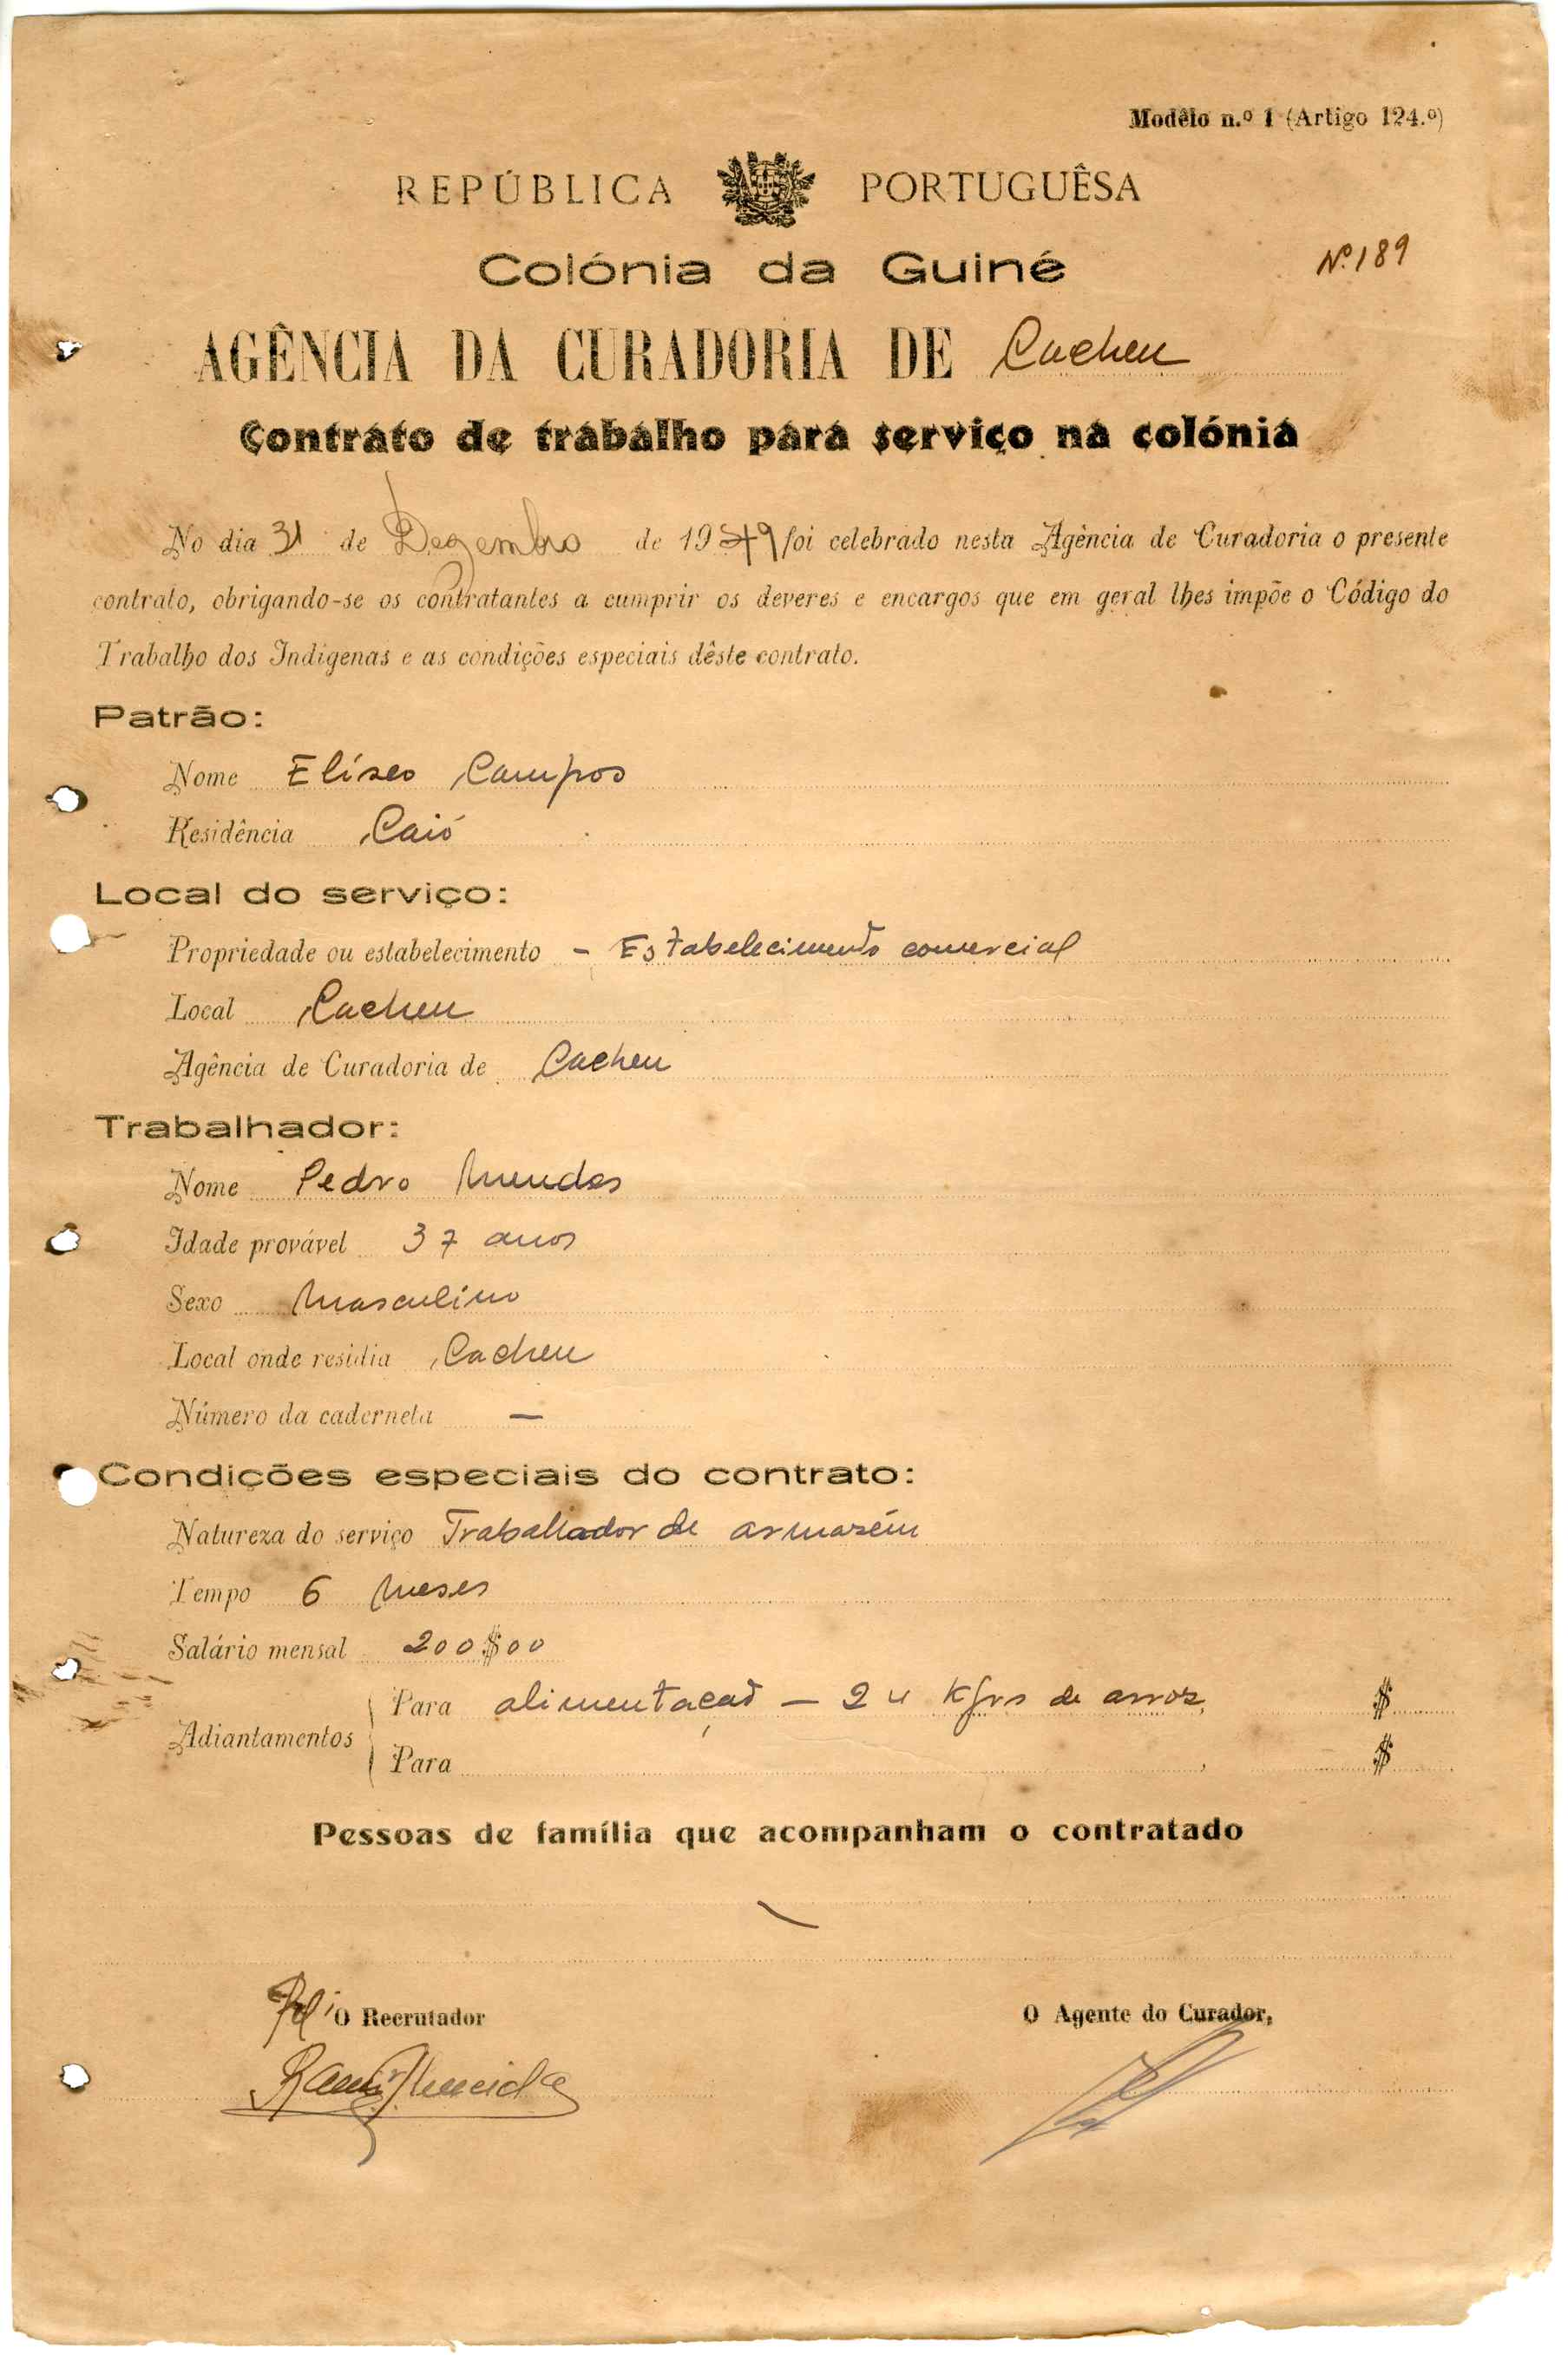 Modêlo n.º 1 (Artigo 124.º)
REPÚBLICA PORTUGUÊSA
Colónia da Guiné
Nº 189
AGÊNCIA DA CURADORIA DE Cacheu
Contrato de trabalho para serviço na colónia
No dia 31 de Dezembro de 1949 foi celebrado nesta Agência de Curadoria o presente
contrato, obrigando-se os contratantes a cumprir os deveres e encargos que em geral lhes impõe o Código do
Trabalho dos Indígenas e as condições especiais dêste contrato.
Patrão:
Nome Elíseo Campos
Residência Caió
Local do serviço:
Propriedade ou estabelecimento - Estabelecimento comercial
Local Cacheu
Agência de Curadoria de Cacheu
Trabalhador:
Nome Pedro Mendes
Idade provável 37 anos
Sexo Masculino
Local onde residia Cacheu
Número da caderneta —
Condições especiais do contrato:
Natureza do serviço Trabalhador de armazém
Tempo 6 meses
Salário mensal 200$00
Adiantamentos
Para alimentação — 24 Kgrs de arroz, $
Para , $
Pessoas de família que acompanham o contratado
O Recrutador
O Agente do Curador,